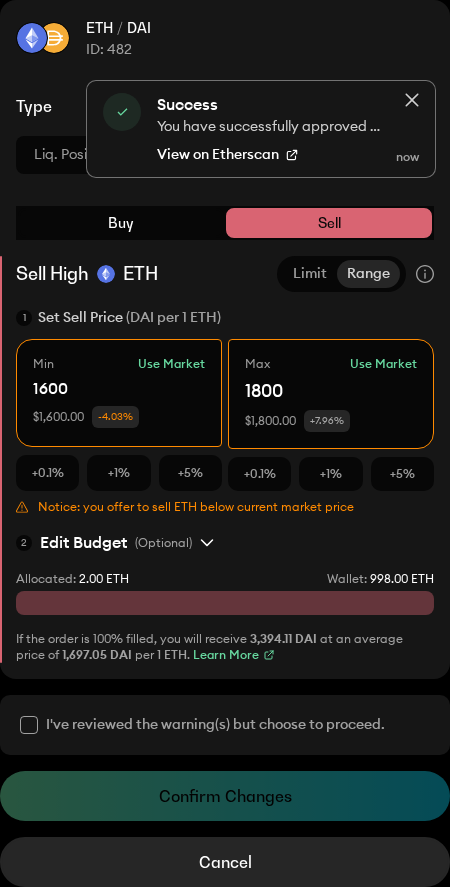 ETH / DAI
ID: 482
Type
Success
You have successfully approved ...
Liq. Posi
View on Etherscan
now
Buy
Sell
Sell High ETH
Limit
Range
1 Set Sell Price (DAI per 1 ETH)
Min Use Market
1600
$1,600.00 -4.03%
Max Use Market
1800
$1,800.00 +7.96%
+0.1% +1% +5%
+0.1% +1% +5%
Notice: you offer to sell ETH below current market price
2 Edit Budget (Optional)
Allocated: 2.00 ETH
Wallet: 998.00 ETH
If the order is 100% filled, you will receive 3,394.11 DAI at an average
price of 1,697.05 DAI per 1 ETH. Learn More
I've reviewed the warning(s) but choose to proceed.
Confirm Changes
Cancel